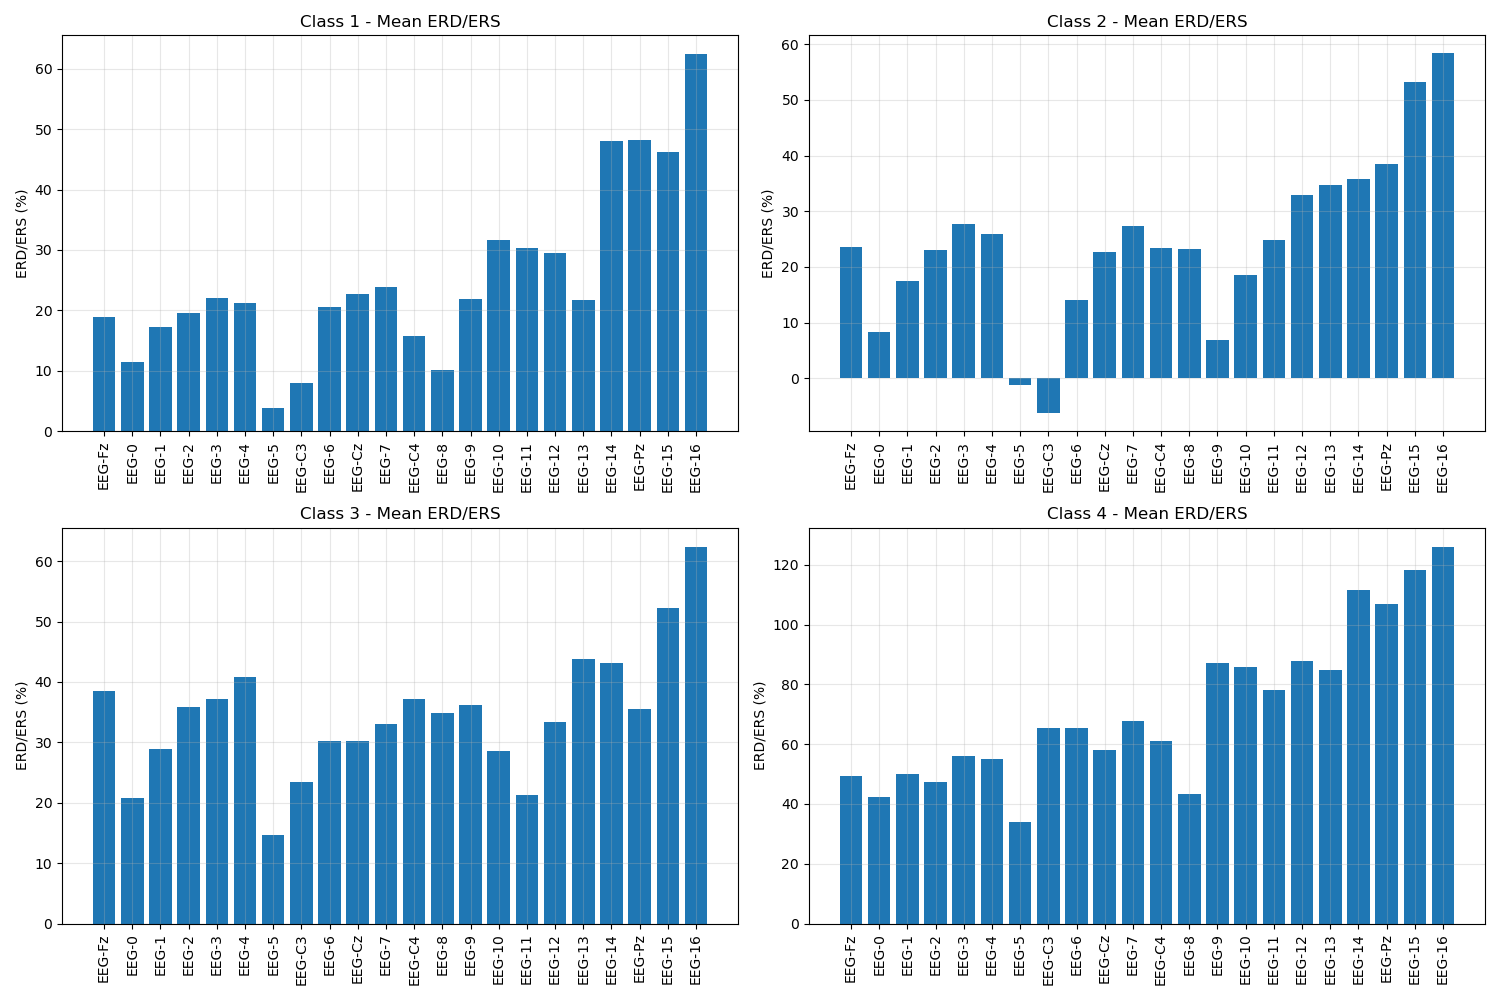 Class 1 - Mean ERD/ERS
ERD/ERS (%)
60
50
40
30
20
10
0
EEG-Fz
EEG-0
EEG-1
EEG-2
EEG-3
EEG-4
EEG-5
EEG-C3
EEG-6
EEG-Cz
EEG-7
EEG-C4
EEG-8
EEG-9
EEG-10
EEG-11
EEG-12
EEG-13
EEG-14
EEG-Pz
EEG-15
EEG-16
Class 2 - Mean ERD/ERS
ERD/ERS (%)
60
50
40
30
20
10
0
EEG-Fz
EEG-0
EEG-1
EEG-2
EEG-3
EEG-4
EEG-5
EEG-C3
EEG-6
EEG-Cz
EEG-7
EEG-C4
EEG-8
EEG-9
EEG-10
EEG-11
EEG-12
EEG-13
EEG-14
EEG-Pz
EEG-15
EEG-16
Class 3 - Mean ERD/ERS
ERD/ERS (%)
60
50
40
30
20
10
0
EEG-Fz
EEG-0
EEG-1
EEG-2
EEG-3
EEG-4
EEG-5
EEG-C3
EEG-6
EEG-Cz
EEG-7
EEG-C4
EEG-8
EEG-9
EEG-10
EEG-11
EEG-12
EEG-13
EEG-14
EEG-Pz
EEG-15
EEG-16
Class 4 - Mean ERD/ERS
ERD/ERS (%)
120
100
80
60
40
20
0
EEG-Fz
EEG-0
EEG-1
EEG-2
EEG-3
EEG-4
EEG-5
EEG-C3
EEG-6
EEG-Cz
EEG-7
EEG-C4
EEG-8
EEG-9
EEG-10
EEG-11
EEG-12
EEG-13
EEG-14
EEG-Pz
EEG-15
EEG-16